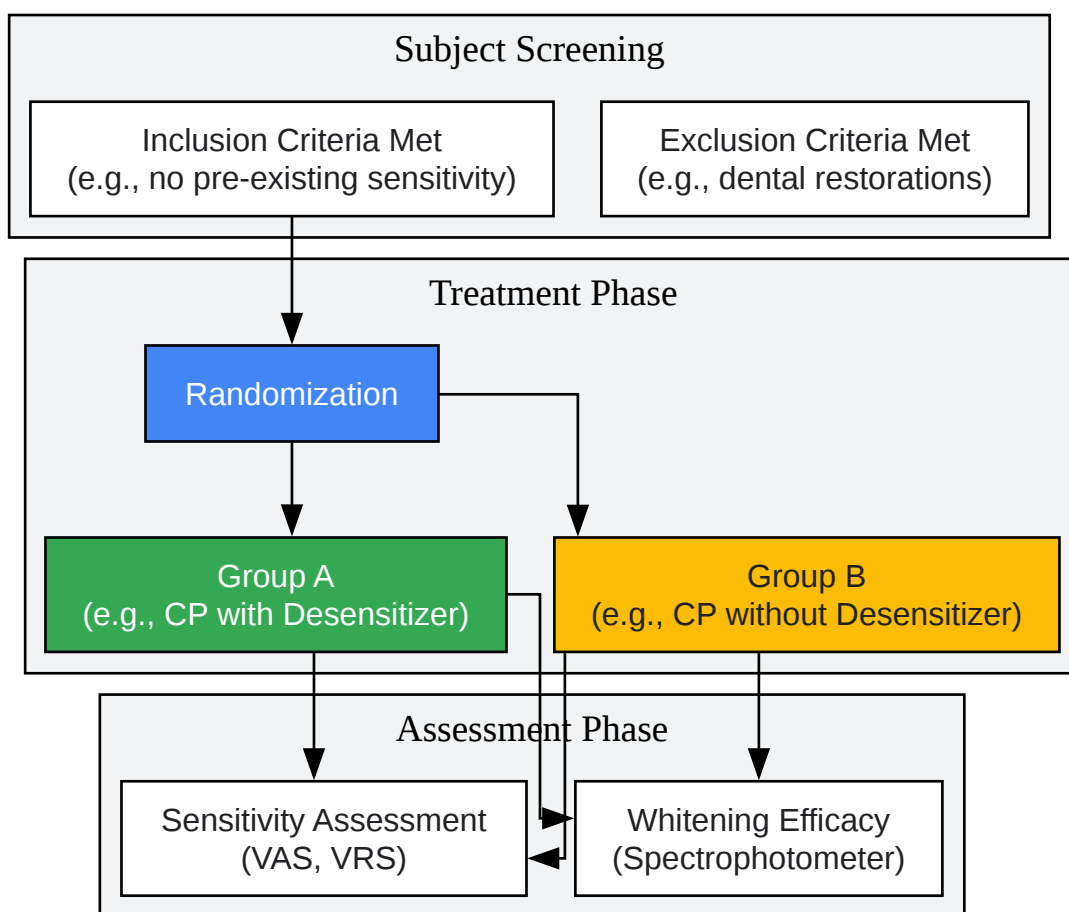 Subject Screening
Inclusion Criteria Met
(e.g., no pre-existing sensitivity)
Exclusion Criteria Met
(e.g., dental restorations)
Treatment Phase
Randomization
Group A
(e.g., CP with Desensitizer)
Group B
(e.g., CP without Desensitizer)
Assessment Phase
Sensitivity Assessment
(VAS, VRS)
Whitening Efficacy
(Spectrophotometer)